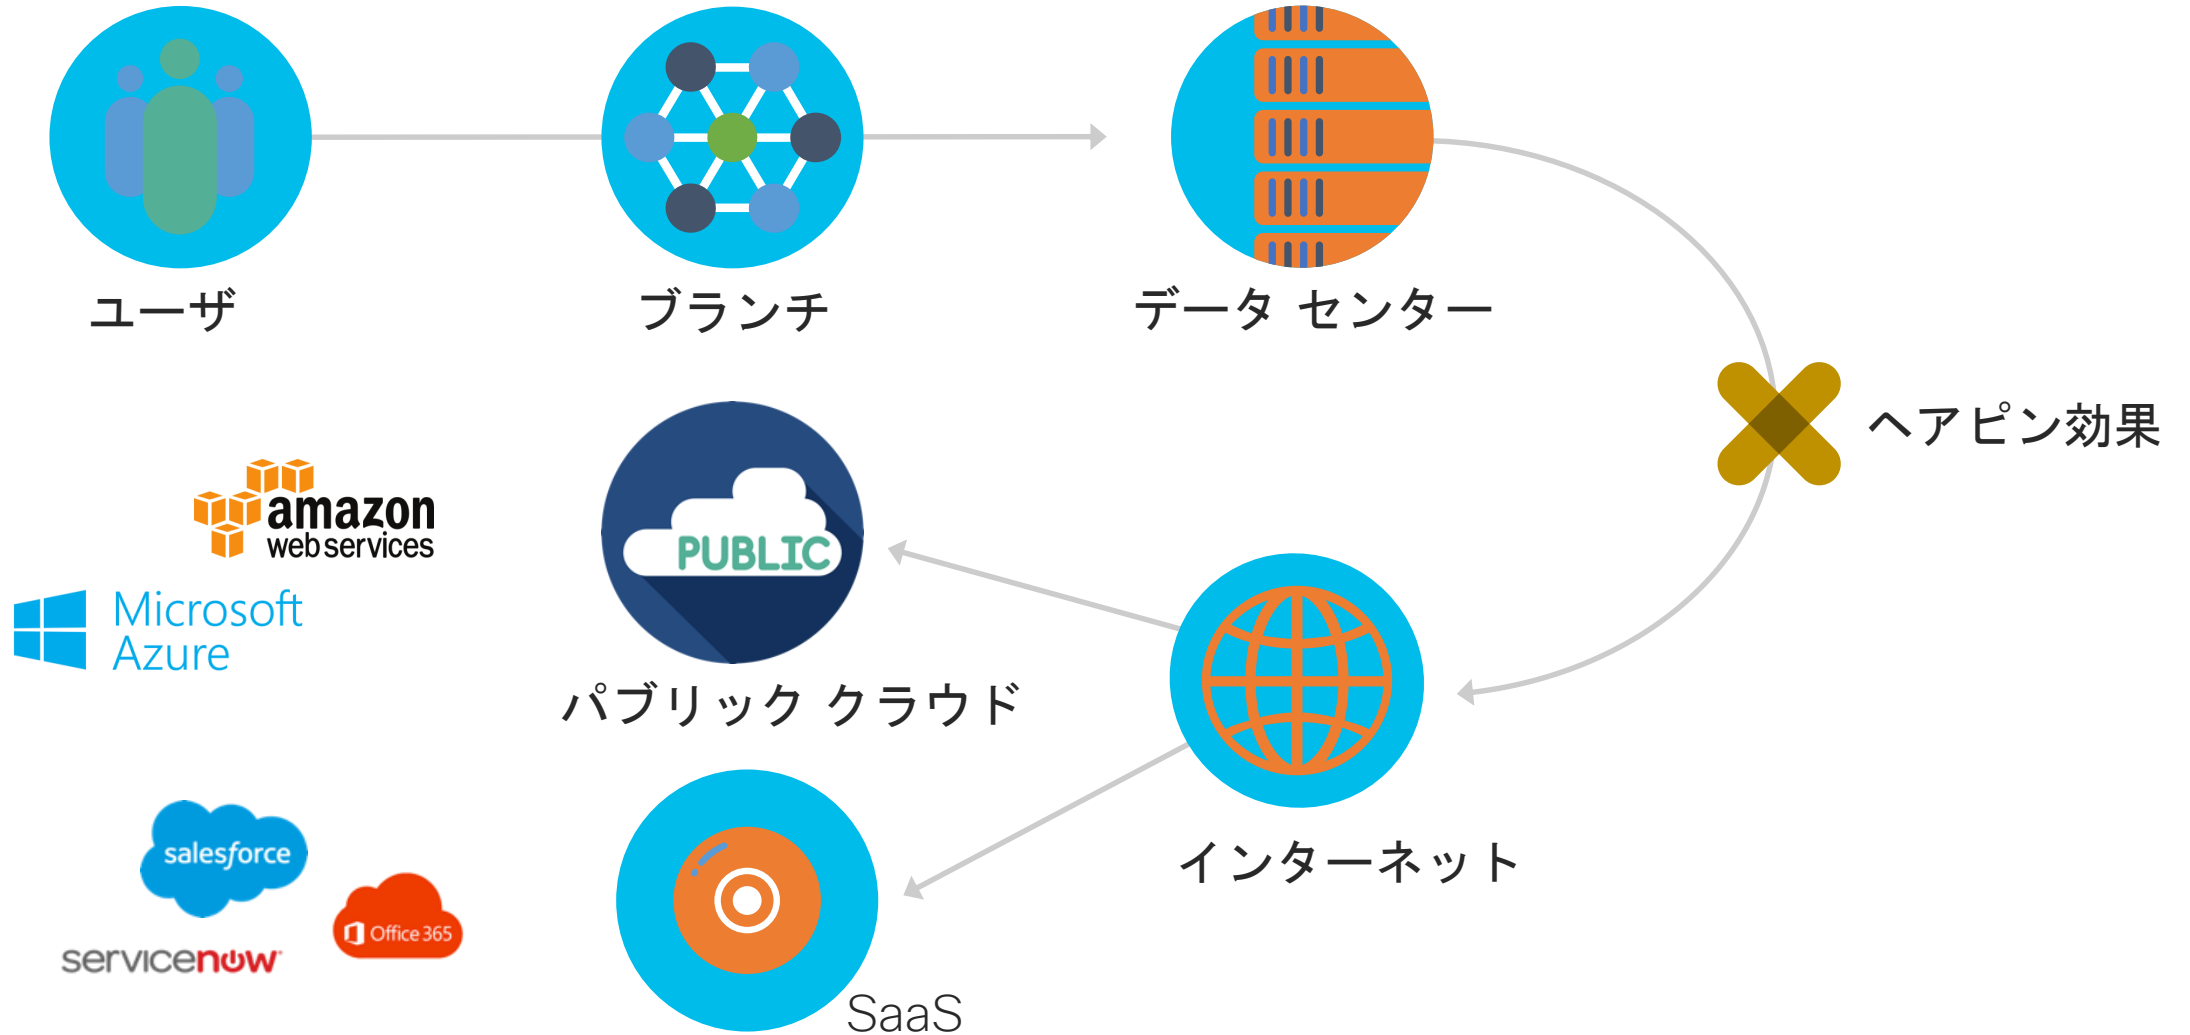 ユーザ
ブランチ
データ センター
ヘアピン効果
amazon
web services
PUBLIC
Microsoft
Azure
パブリック クラウド
salesforce
インターネット
Office 365
servicenow
SaaS